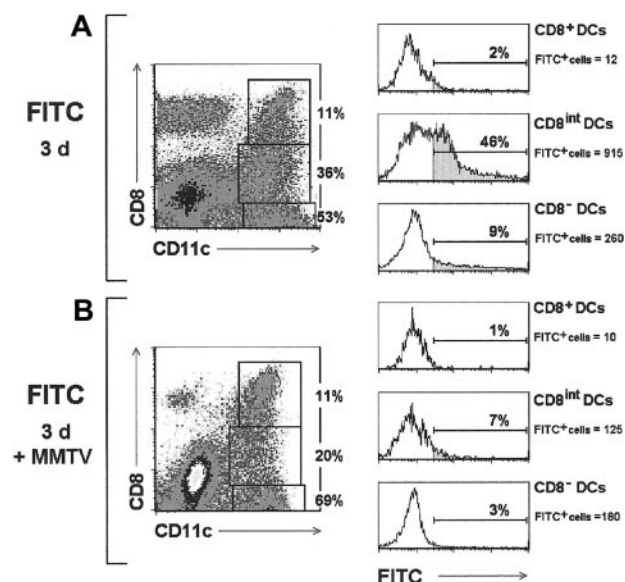 A
FITC
3 d
CD8
CD11c
11%
36%
53%
2%
CD8+ DCs
FITC+cells = 12
46%
CD8int DCs
FITC+cells = 915
9%
CD8- DCs
FITC+cells = 260
B
FITC
3 d
+ MMTV
CD8
CD11c
11%
20%
69%
1%
CD8+ DCs
FITC+cells = 10
7%
CD8int DCs
FITC+cells = 125
3%
CD8- DCs
FITC+cells =180
FITC